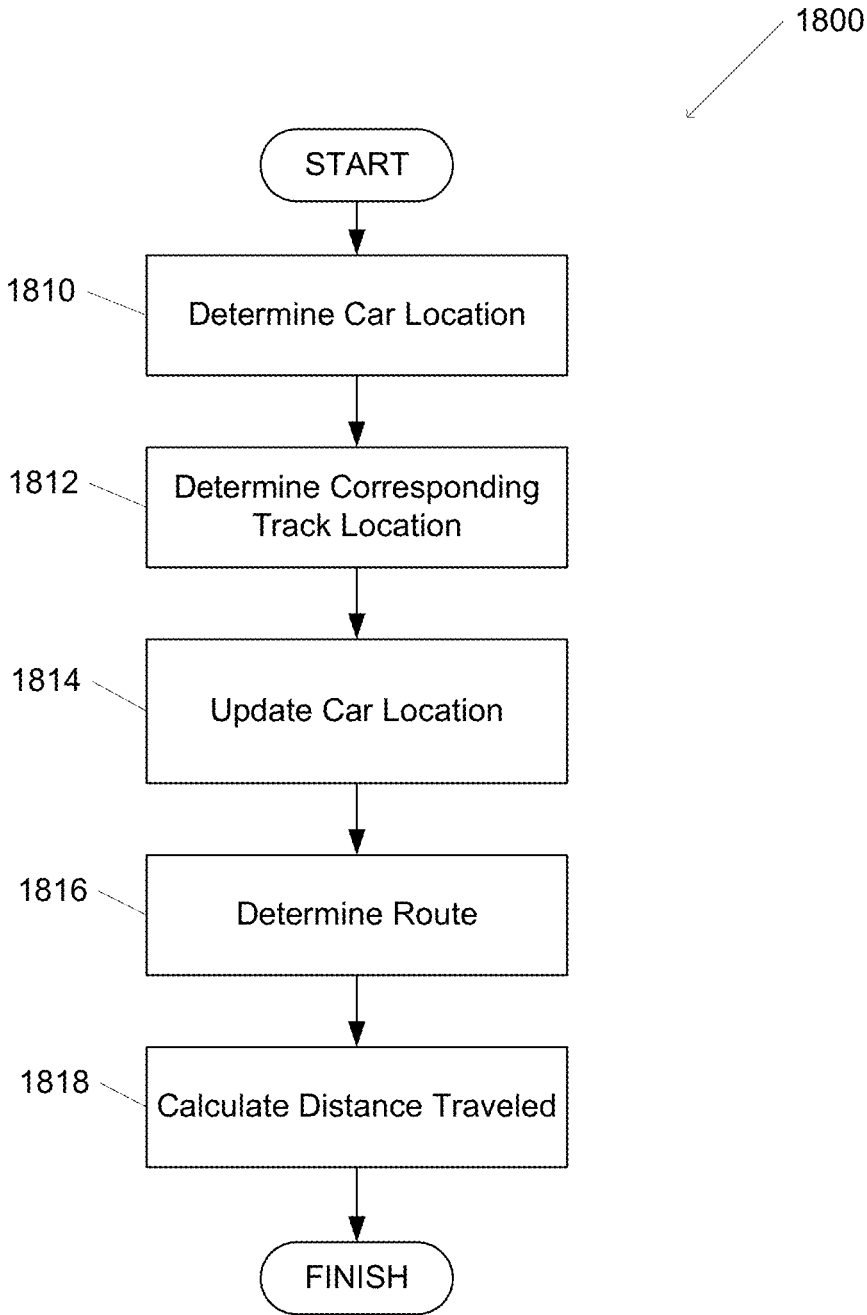 1800
START
1810
Determine Car Location
1812
Determine Corresponding
Track Location
1814
Update Car Location
1816
Determine Route
1818
Calculate Distance Traveled
FINISH